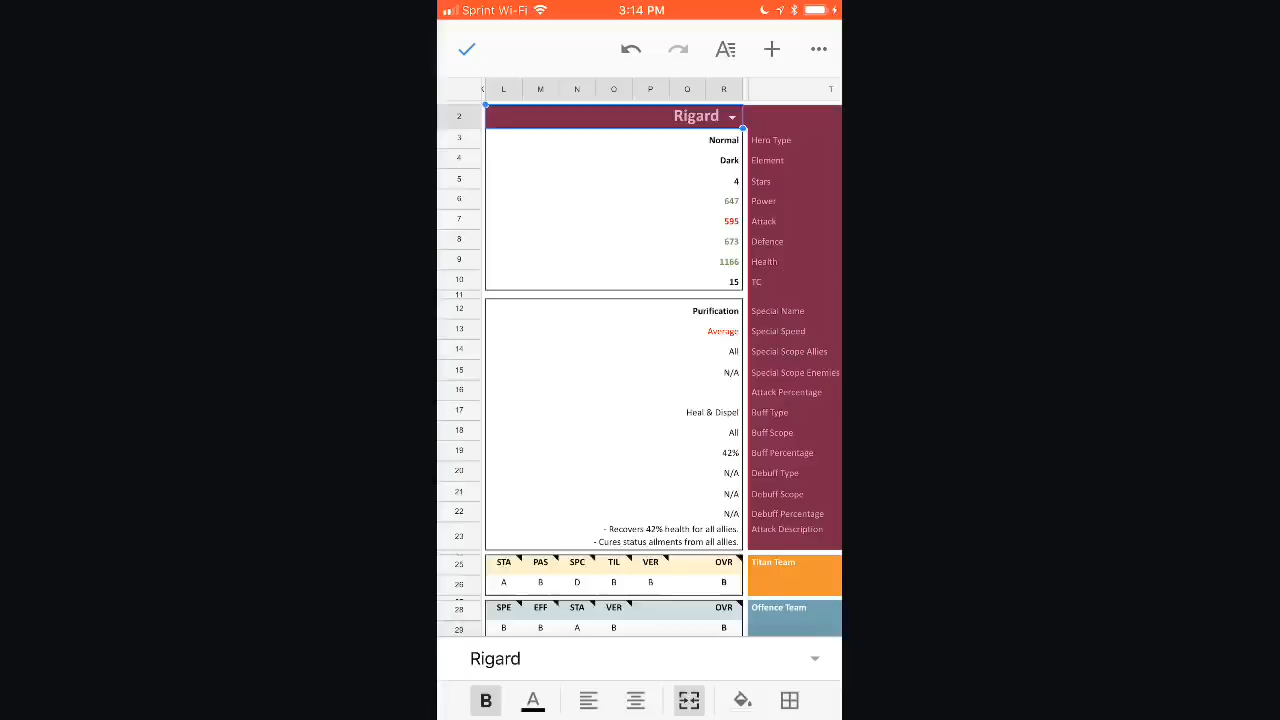 Sprint Wi-Fi 3:14 PM
L M N O P Q R T
2 Rigard
3 Normal Hero Type
4 Dark Element
5 4 Stars
6 647 Power
7 595 Attack
8 673 Defence
9 1166 Health
10 15 TC
11
12 Purification Special Name
13 Average Special Speed
14 All Special Scope Allies
15 N/A Special Scope Enemies
16 Attack Percentage
17 Heal & Dispel Buff Type
18 All Buff Scope
19 42% Buff Percentage
20 N/A Debuff Type
21 N/A Debuff Scope
22 N/A Debuff Percentage
23 - Recovers 42% health for all allies. Attack Description
- Cures status ailments from all allies.
25 STA PAS SPC TIL VER OVR Titan Team
26 A B D B B B
28 SPE EFF STA VER OVR Offence Team
29 B B A B B
Rigard
B A